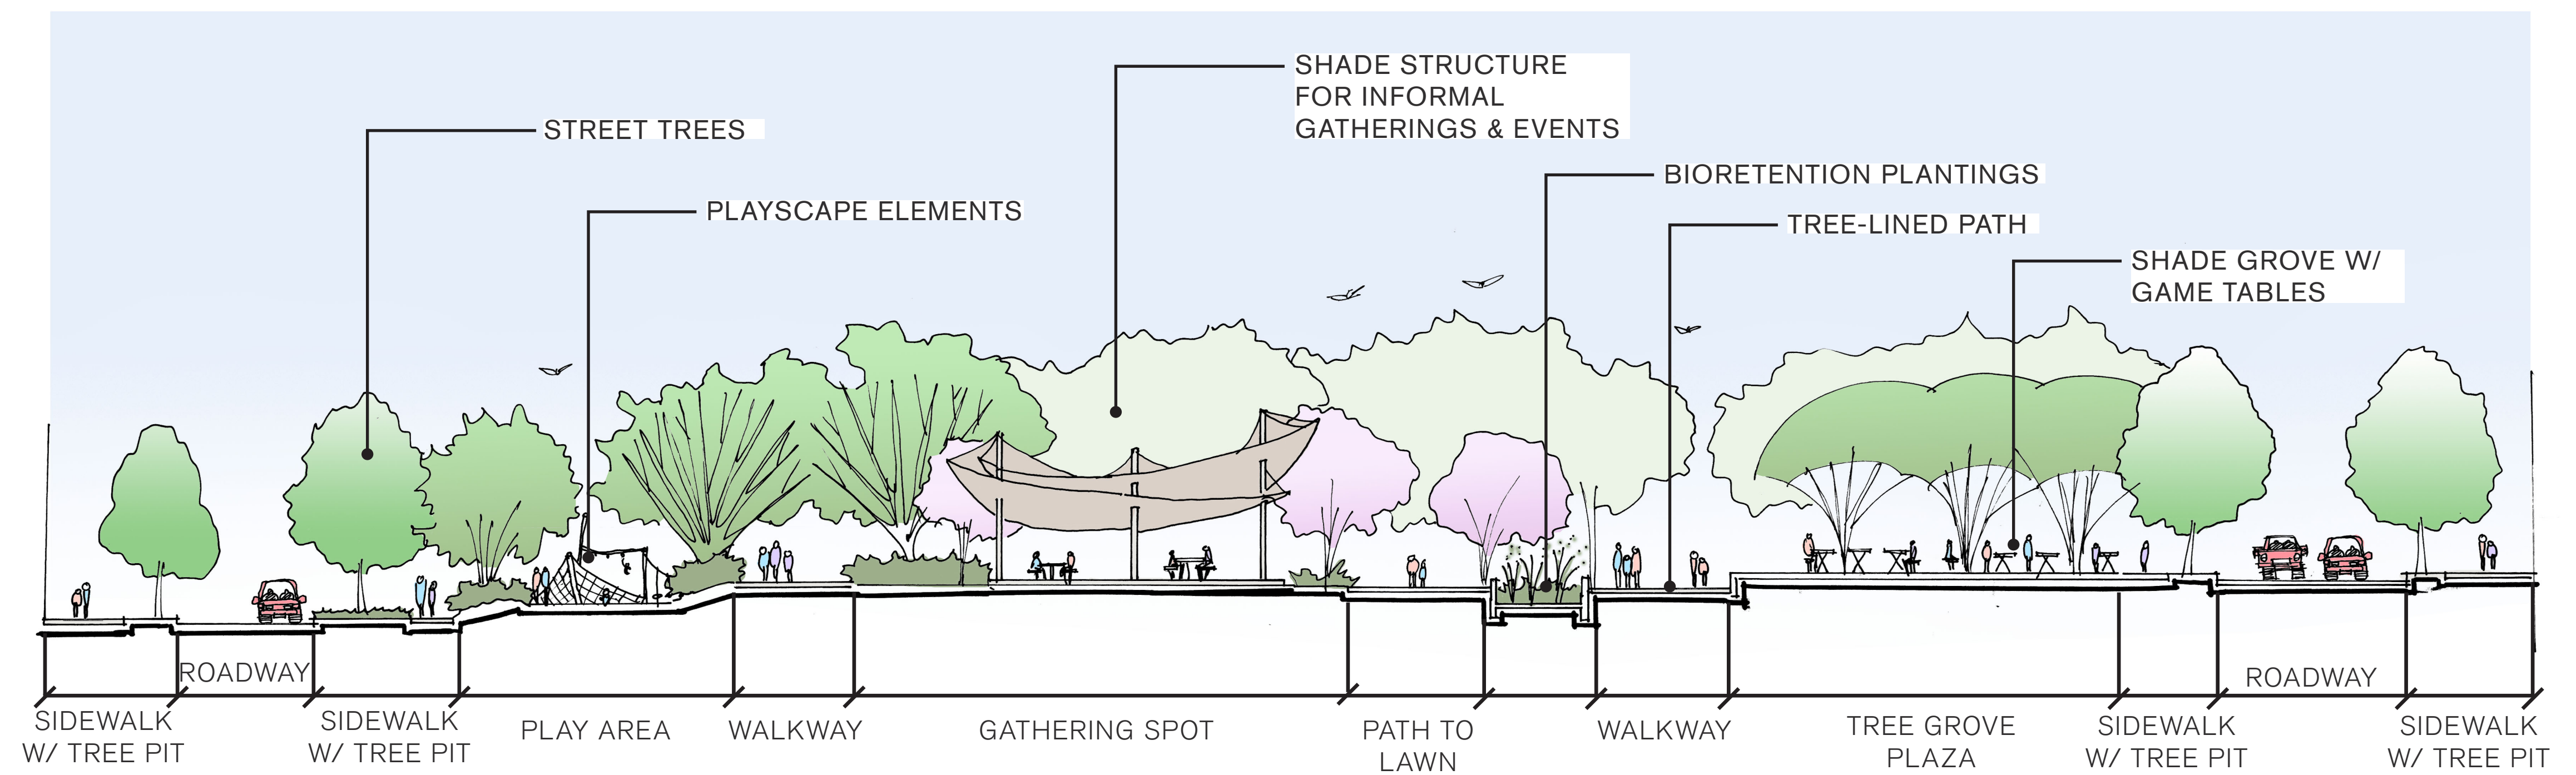 SHADE STRUCTURE
FOR INFORMAL
GATHERINGS & EVENTS
STREET TREES
BIORETENTION PLANTINGS
PLAYSCAPE ELEMENTS
TREE-LINED PATH
SHADE GROVE W/
GAME TABLES
ROADWAY
ROADWAY
SIDEWALK
W/ TREE PIT
SIDEWALK
W/ TREE PIT
PLAY AREA
WALKWAY
GATHERING SPOT
PATH TO
LAWN
WALKWAY
TREE GROVE
PLAZA
SIDEWALK
W/ TREE PIT
SIDEWALK
W/ TREE PIT